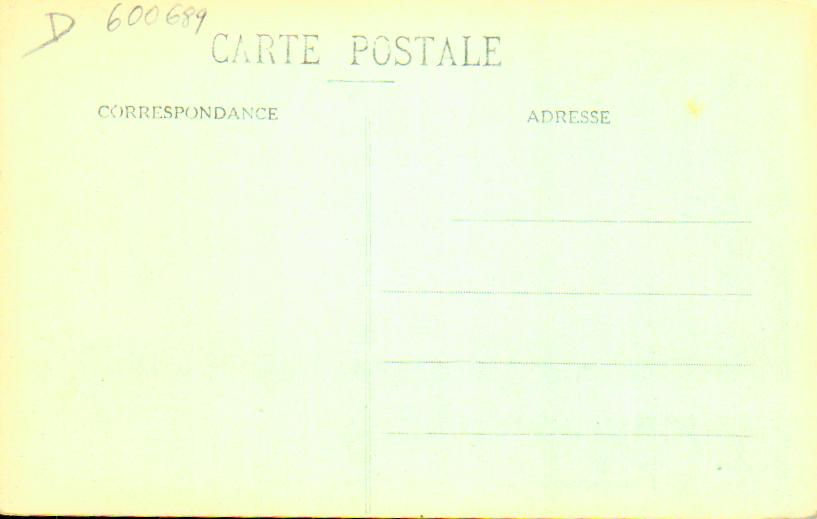 D 600689
CARTE POSTALE
CORRESPONDANCE
ADRESSE